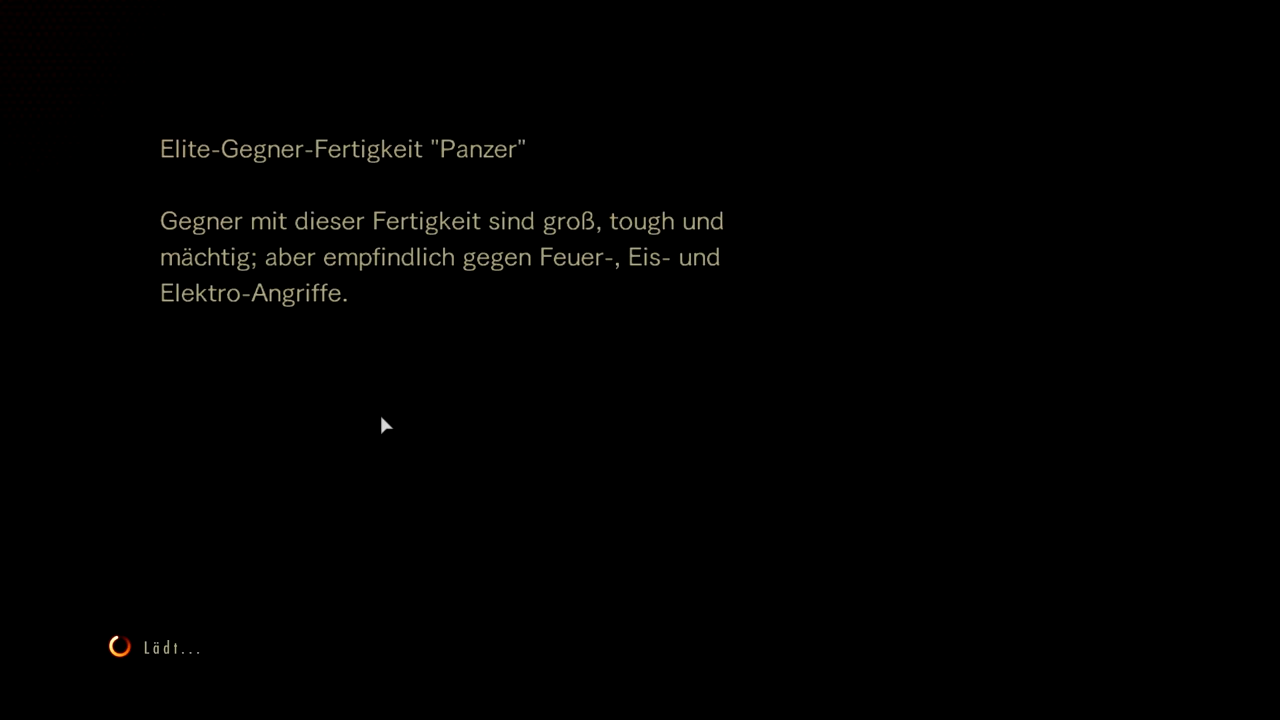 Elite-Gegner-Fertigkeit "Panzer"
Gegner mit dieser Fertigkeit sind groß, tough und
mächtig; aber empfindlich gegen Feuer-, Eis- und
Elektro-Angriffe.
Lädt...